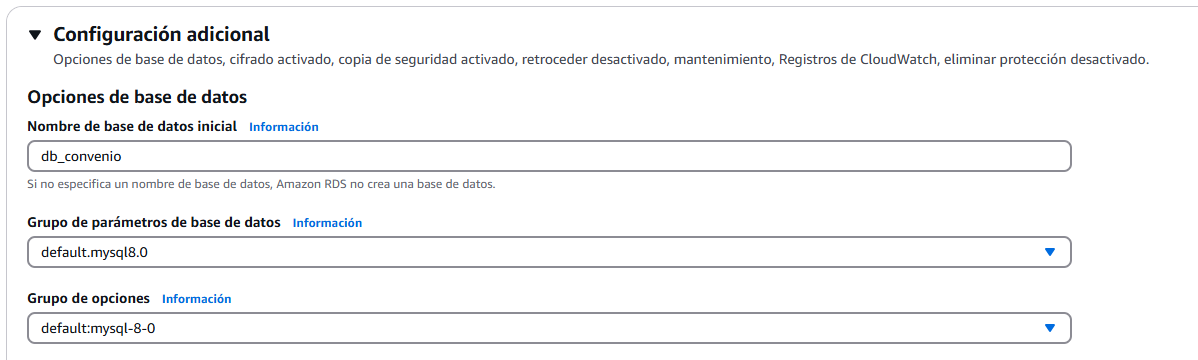 Configuración adicional
Opciones de base de datos, cifrado activado, copia de seguridad activado, retroceder desactivado, mantenimiento, Registros de CloudWatch, eliminar protección desactivado.
Opciones de base de datos
Nombre de base de datos inicial Información
db_convenio
Si no especifica un nombre de base de datos, Amazon RDS no crea una base de datos.
Grupo de parámetros de base de datos Información
default.mysql8.0
Grupo de opciones Información
default:mysql-8-0